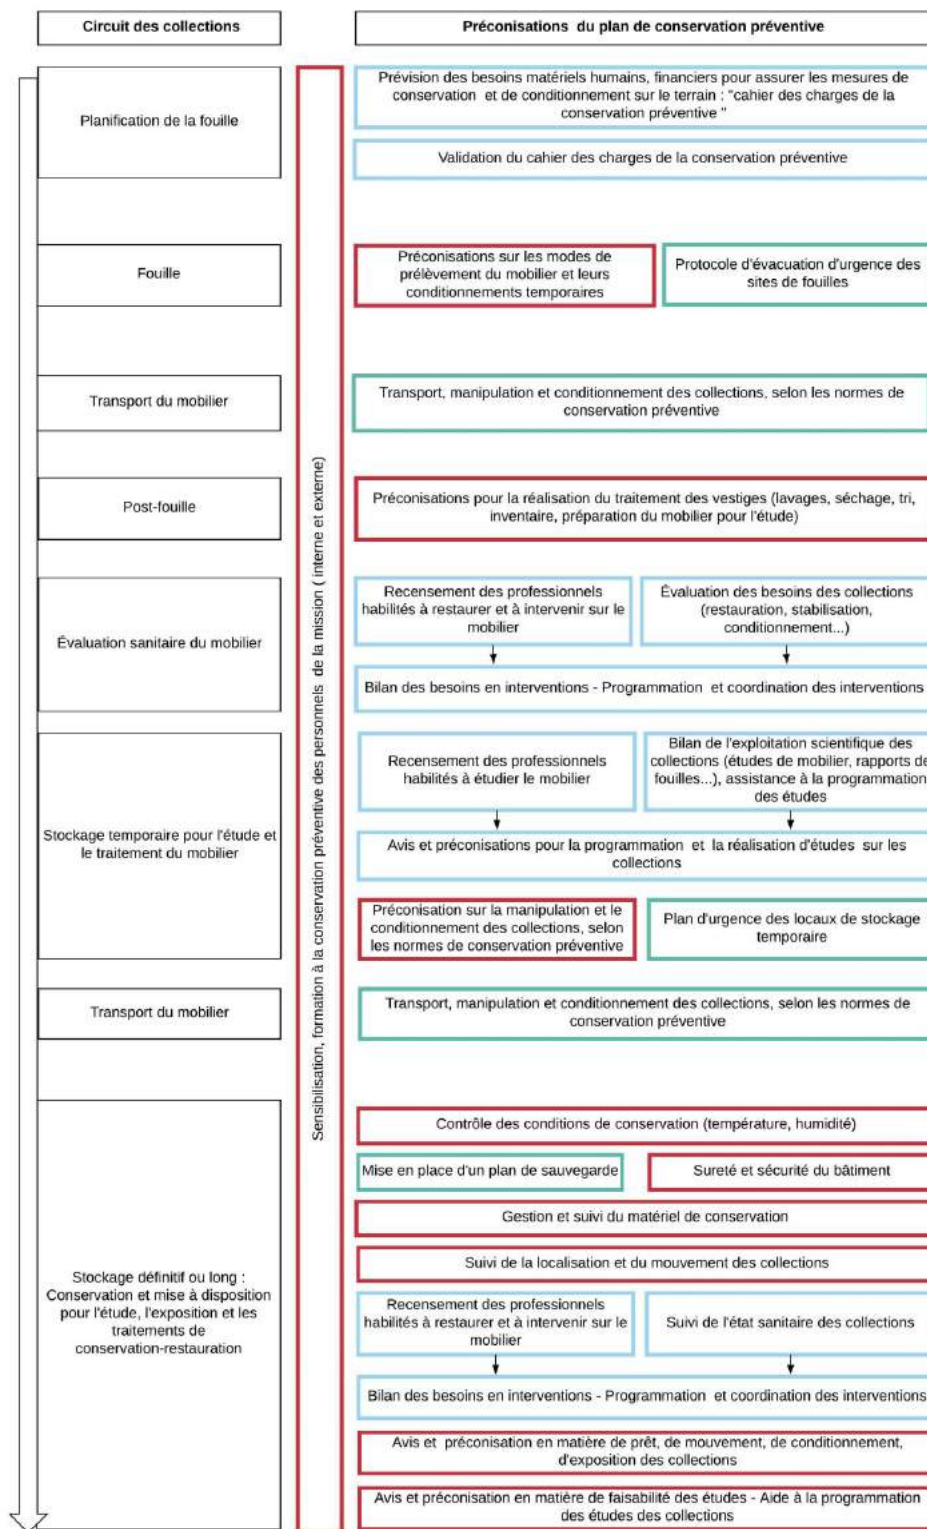 Circuit des collections
Préconisations du plan de conservation préventive
Planification de la fouille
Prévision des besoins matériels humains, financiers pour assurer les mesures de
conservation et de conditionnement sur le terrain : "cahier des charges de la
conservation préventive "
Validation du cahier des charges de la conservation préventive
Sensibilisation, formation à la conservation préventive des personnels de la mission ( interne et externe)
Fouille
Préconisations sur les modes de
prélèvement du mobilier et leurs
conditionnements temporaires
Protocole d'évacuation d'urgence des
sites de fouilles
Transport du mobilier
Transport, manipulation et conditionnement des collections, selon les normes de
conservation préventive
Post-fouille
Préconisations pour la réalisation du traitement des vestiges (lavages, séchage, tri,
inventaire, préparation du mobilier pour l'étude)
Évaluation sanitaire du mobilier
Recensement des professionnels
habilités à restaurer et à intervenir sur le
mobilier
Évaluation des besoins des collections
(restauration, stabilisation,
conditionnement...)
Bilan des besoins en interventions - Programmation et coordination des interventions
Stockage temporaire pour l'étude et
le traitement du mobilier
Recensement des professionnels
habilités à étudier le mobilier
Bilan de l'exploitation scientifique des
collections (études de mobilier, rapports de
fouilles...), assistance à la programmation
des études
Avis et préconisations pour la programmation et la réalisation d'études sur les
collections
Préconisation sur la manipulation et le
conditionnement des collections, selon
les normes de conservation préventive
Plan d'urgence des locaux de stockage
temporaire
Transport du mobilier
Transport, manipulation et conditionnement des collections, selon les normes de
conservation préventive
Stockage définitif ou long :
Conservation et mise à disposition
pour l'étude, l'exposition et les
traitements de
conservation-restauration
Contrôle des conditions de conservation (température, humidité)
Mise en place d'un plan de sauvegarde
Sureté et sécurité du bâtiment
Gestion et suivi du matériel de conservation
Suivi de la localisation et du mouvement des collections
Recensement des professionnels
habilités à restaurer et à intervenir sur le
mobilier
Suivi de l'état sanitaire des collections
Bilan des besoins en interventions - Programmation et coordination des interventions
Avis et préconisation en matière de prêt, de mouvement, de conditionnement,
d'exposition des collections
Avis et préconisation en matière de faisabilité des études - Aide à la programmation
des études des collections